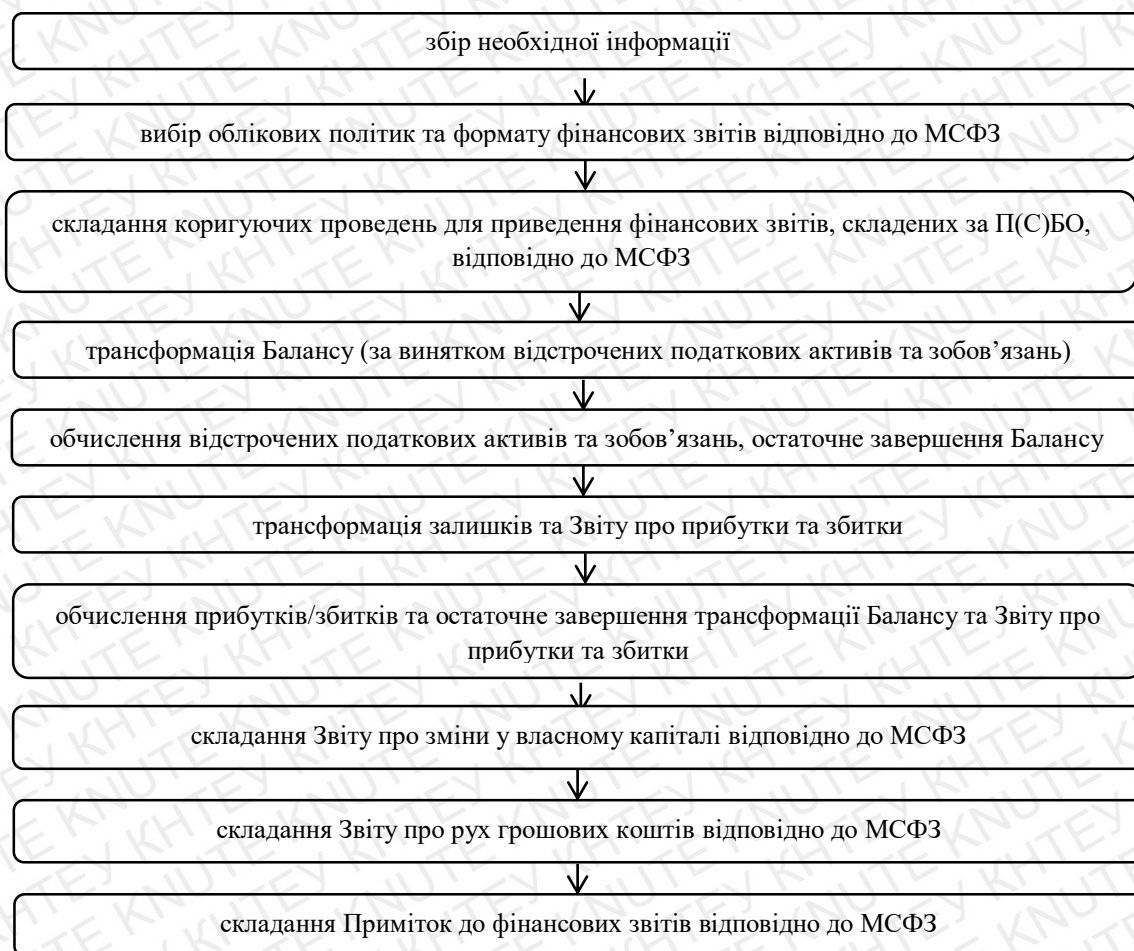 збір необхідної інформації
вибір облікових політик та формату фінансових звітів відповідно до МСФЗ
складання коригуючих проведень для приведення фінансових звітів, складених за П(С)БО,
відповідно до МСФЗ
трансформація Балансу (за винятком відстрочених податкових активів та зобов’язань)
обчислення відстрочених податкових активів та зобов’язань, остаточне завершення Балансу
трансформація залишків та Звіту про прибутки та збитки
обчислення прибутків/збитків та остаточне завершення трансформації Балансу та Звіту про
прибутки та збитки
складання Звіту про зміни у власному капіталі відповідно до МСФЗ
складання Звіту про рух грошових коштів відповідно до МСФЗ
складання Приміток до фінансових звітів відповідно до МСФЗ